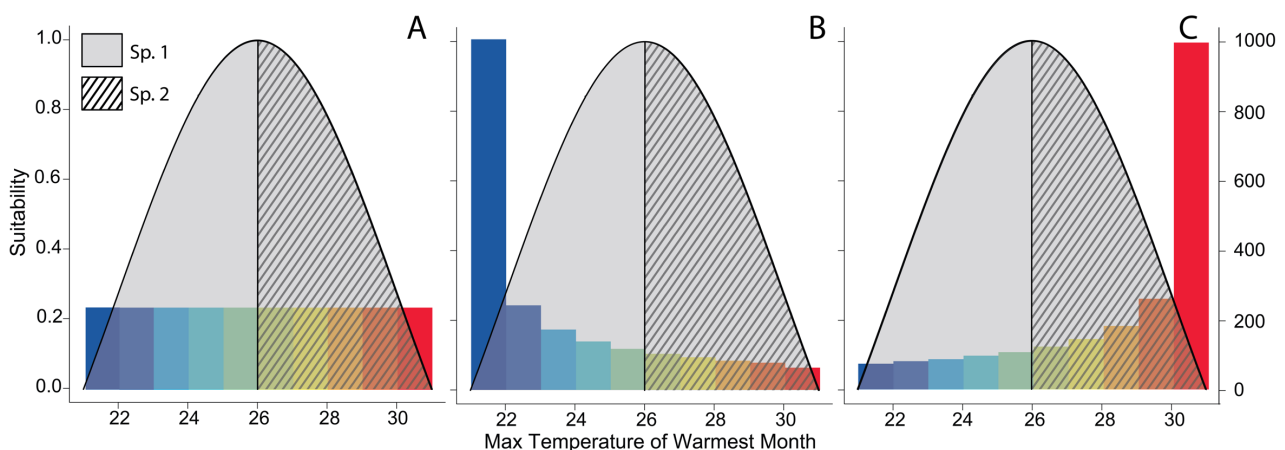 A
B
C
Sp. 1
Sp. 2
Suitability
1.0
0.8
0.6
0.4
0.2
0.0
1000
800
600
400
200
0
22 24 26 28 30
22 24 26 28 30
22 24 26 28 30
Max Temperature of Warmest Month